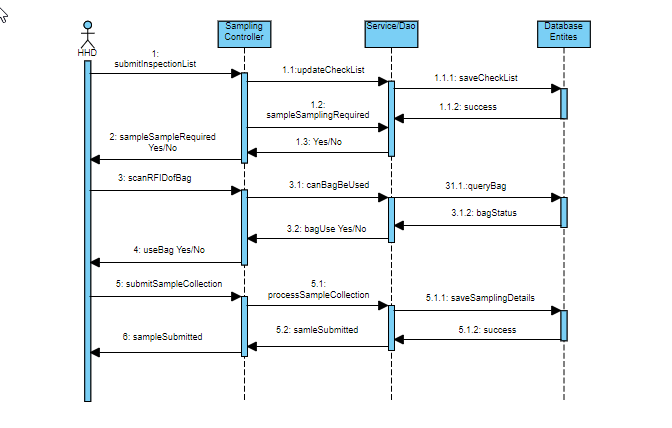 Sampling
Controller
Service/Dao
Database
Entites
HHD
1:
submitInspectionList
1.1:updateCheckList
1.1.1: saveCheckList
1.2:
sampleSamplingRequired
1.1.2: success
2: sampleSampleRequired
Yes/No
1.3: Yes/No
3: scanRFIDofBag
3.1: canBagBeUsed
31.1.:queryBag
3.1.2: bagStatus
3.2: bagUse Yes/No
4: useBag Yes/No
5: submitSampleCollection
5.1:
processSampleCollection
5.1.1: saveSamplingDetails
5.2: samleSubmitted
5.1.2: success
6: sampleSubmitted